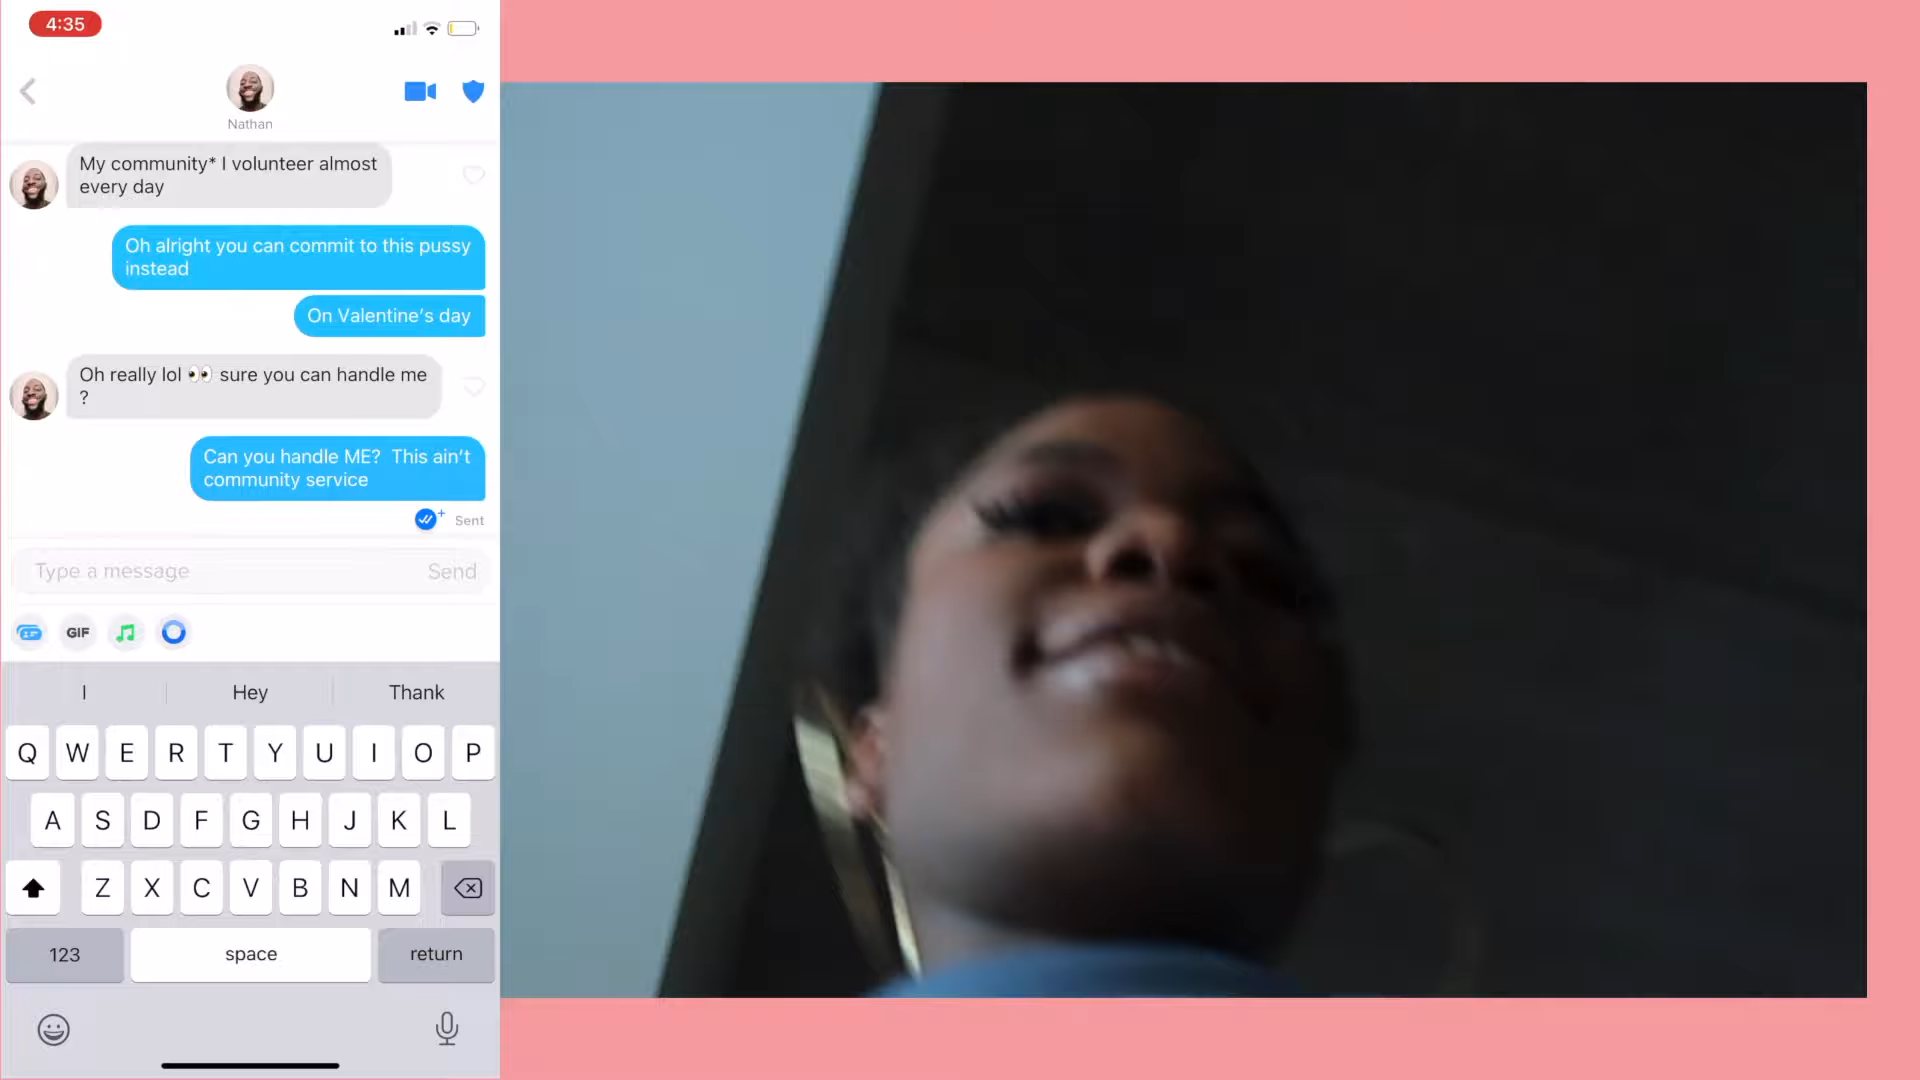 4:35
Nathan
My community* I volunteer almost
every day
Oh alright you can commit to this pussy
instead
On Valentine's day
Oh really lol 👀 sure you can handle me
?
Can you handle ME? This ain't
community service
Sent
Type a message Send
GIF
I Hey Thank
Q W E R T Y U I O P
A S D F G H J K L
Z X C V B N M
123 space return